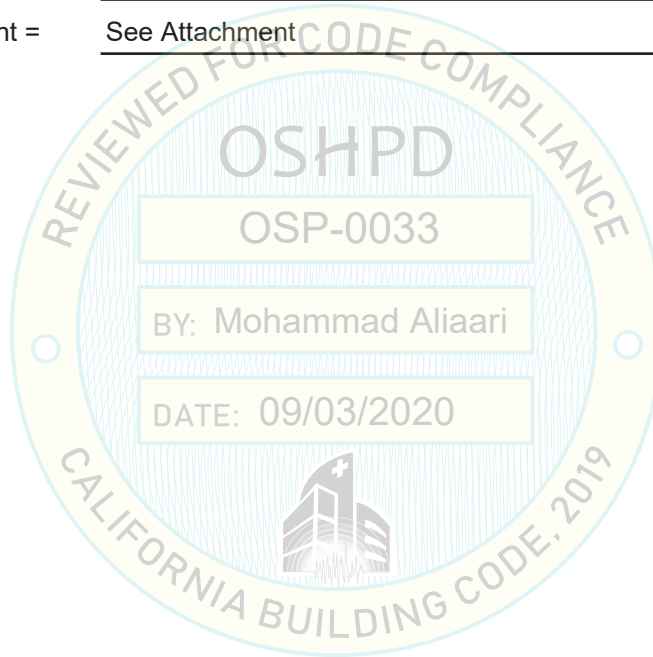 nt = See Attachment
REVIEWED FOR CODE COMPLIANCE
OSHPD
OSP-0033
BY: Mohammad Aliaari
DATE: 09/03/2020
CALIFORNIA BUILDING CODE, 2019